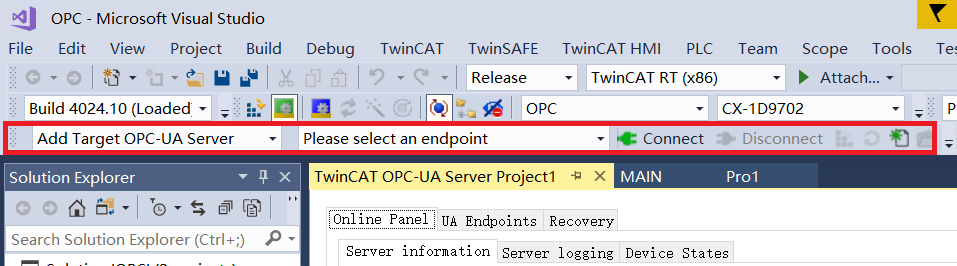 OPC - Microsoft Visual Studio
File Edit View Project Build Debug TwinCAT TwinSAFE TwinCAT HMI PLC Team Scope Tools
Release TwinCAT RT (x86) Attach...
Build 4024.10 (Loaded) OPC CX-1D9702
Add Target OPC-UA Server Please select an endpoint Connect Disconnect
Solution Explorer TwinCAT OPC-UA Server Project1 MAIN Pro1
Online Panel UA Endpoints Recovery
Search Solution Explorer (Ctrl+;)
Server information Server logging Device States